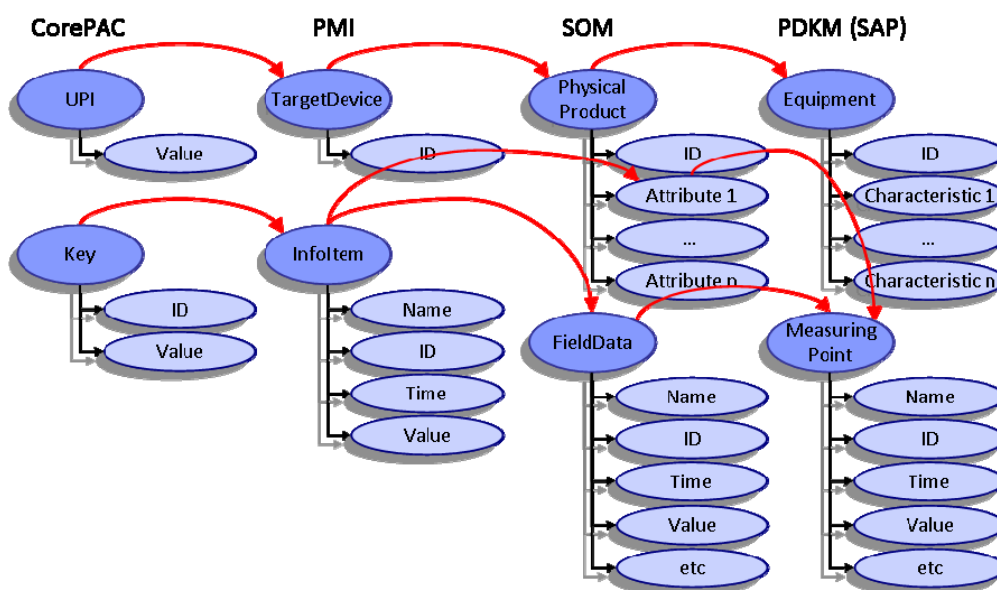 CorePAC
PMI
SOM
PDKM (SAP)
UPI
Value
TargetDevice
ID
Physical
Product
ID
Attribute 1
...
Attribute n
Equipment
ID
Characteristic 1
...
Characteristic n
Key
ID
Value
InfoItem
Name
ID
Time
Value
FieldData
Name
ID
Time
Value
etc
Measuring
Point
Name
ID
Time
Value
etc